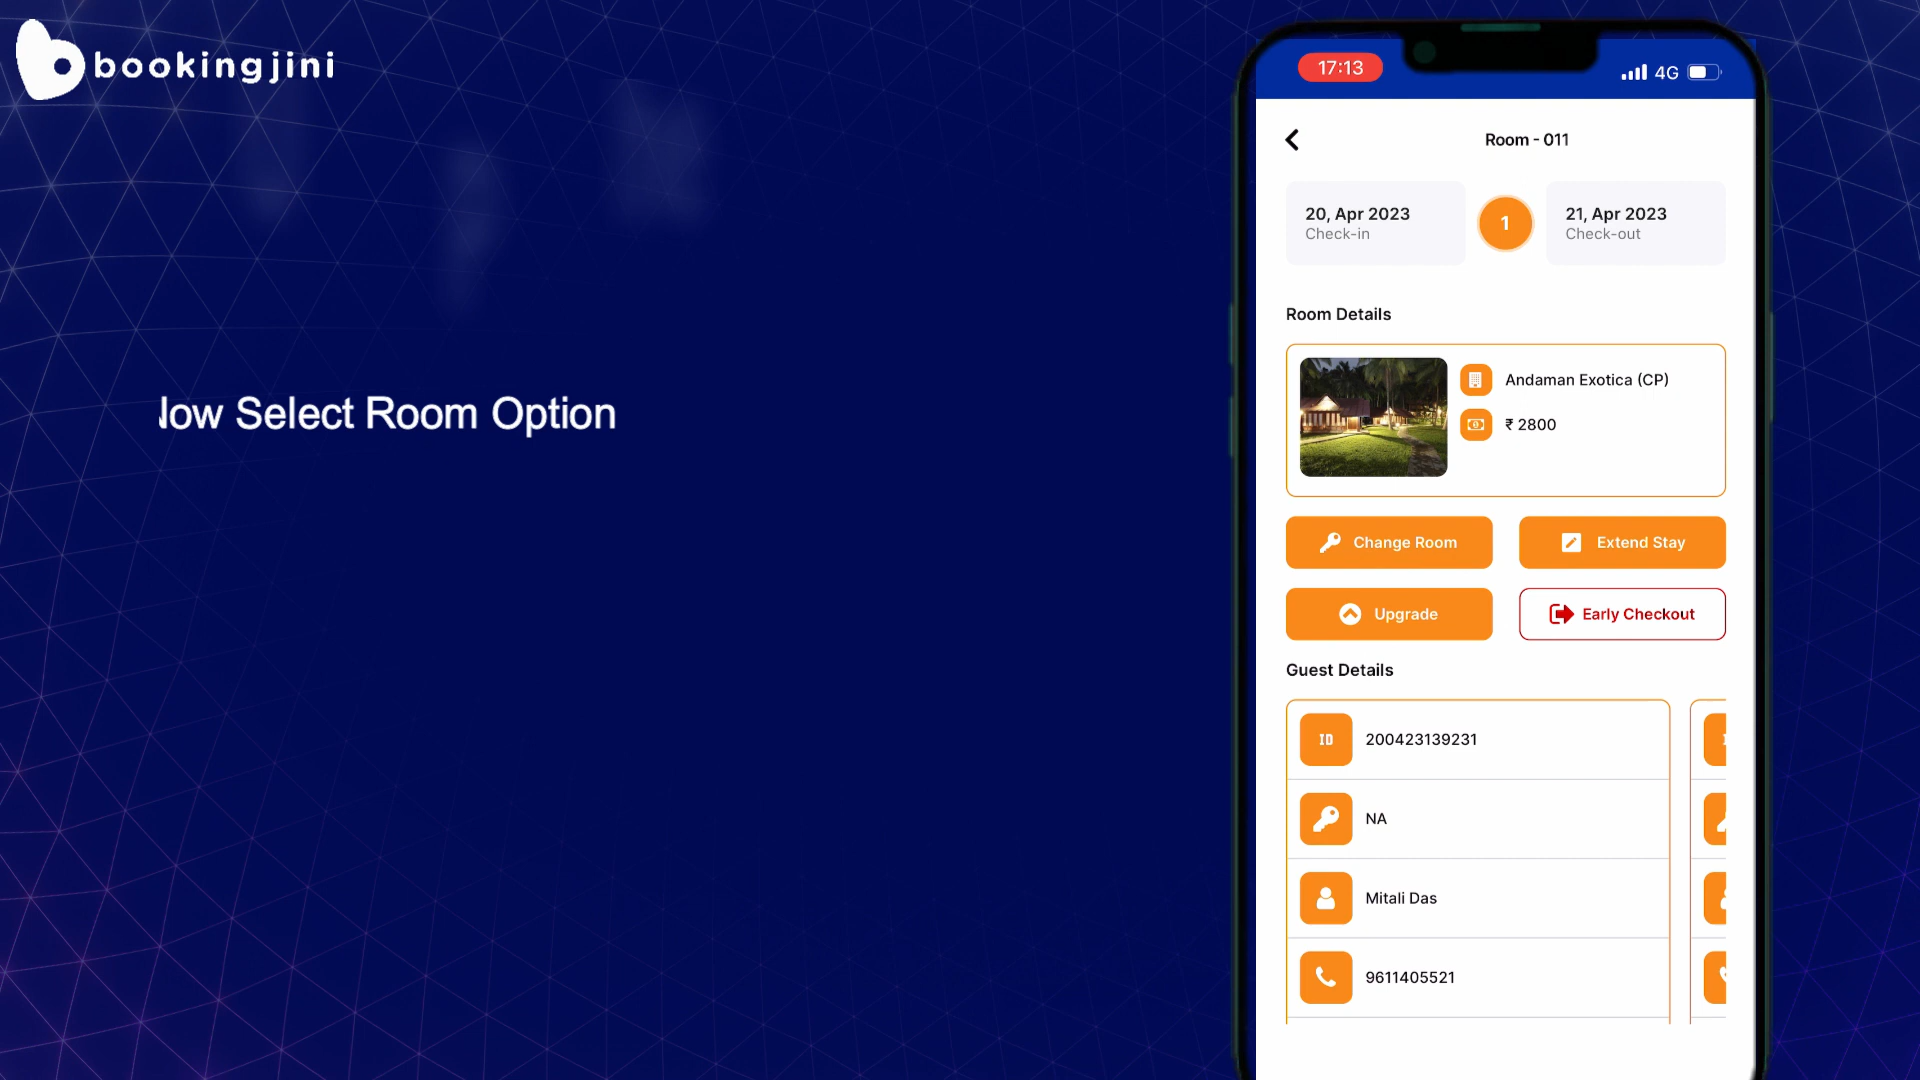 bookingjini
Now Select Room Option
17:13
4G
Room - 011
20, Apr 2023
Check-in
1
21, Apr 2023
Check-out
Room Details
Andaman Exotica (CP)
₹ 2800
Change Room
Extend Stay
Upgrade
Early Checkout
Guest Details
ID
200423139231
NA
Mitali Das
9611405521